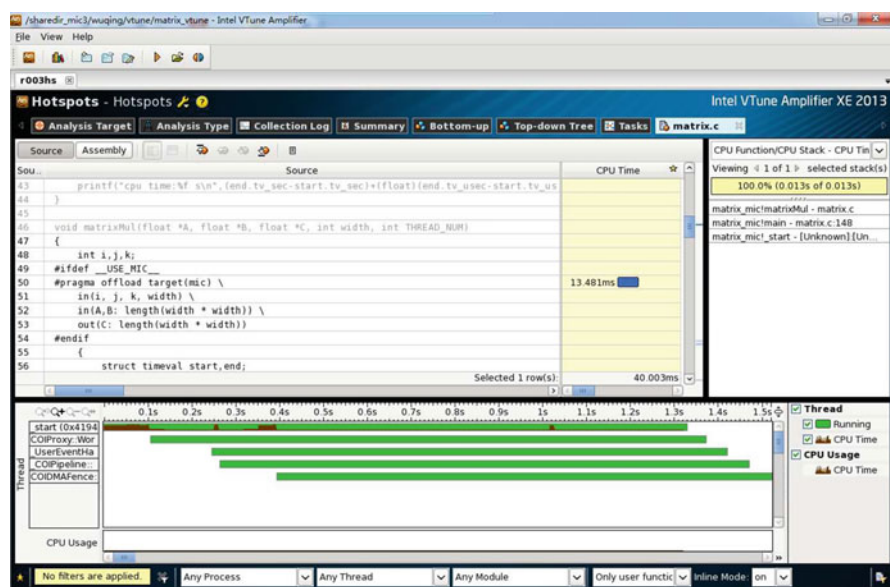 /sharedir_mic3/wuqing/vtune/matrix_vtune - Intel VTune Amplifier
File View Help
r003hs
Hotspots - Hotspots
Intel VTune Amplifier XE 2013
Analysis Target Analysis Type Collection Log Summary Bottom-up Top-down Tree Tasks matrix.c
Source Assembly
CPU Function/CPU Stack - CPU Tin
Sou.. Source CPU Time
Viewing 1 of 1 selected stack(s)
100.0% (0.013s of 0.013s)
matrix_mic!matrixMul - matrix.c
matrix_mic!main - matrix.c:148
matrix_mic!_start - [Unknown]:[Un...
43 printf("cpu time:%f s\n",(end.tv_sec-start.tv_sec)+(float)(end.tv_usec-start.tv_us
44 }
45
46 void matrixMul(float *A, float *B, float *C, int width, int THREAD_NUM)
47 {
48 int i,j,k;
49 #ifdef __USE_MIC__
50 #pragma offload target(mic) \ 13.481ms
51 in(i, j, k, width) \
52 in(A,B: length(width * width)) \
53 out(C: length(width * width))
54 #endif
55 {
56 struct timeval start,end;
Selected 1 row(s): 40.003ms
0.1s 0.2s 0.3s 0.4s 0.5s 0.6s 0.7s 0.8s 0.9s 1s 1.1s 1.2s 1.3s 1.4s 1.5s
Thread
start (0x4194
COIProxy::Wor
UserEventHa
COIPipeline::
COIDMAFence:
CPU Usage
Thread
Running
CPU Time
CPU Usage
CPU Time
No filters are applied. Any Process Any Thread Any Module Only user functic Inline Mode: on